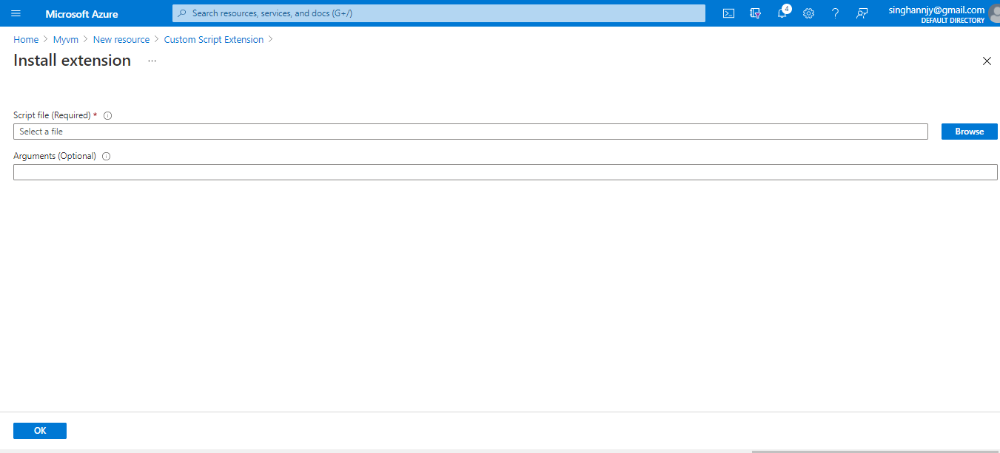 Microsoft Azure
Search resources, services, and docs (G+/)
4
singhannjy@gmail.com
DEFAULT DIRECTORY
Home > Myvm > New resource > Custom Script Extension >
Install extension ...
Script file (Required) *
Select a file
Browse
Arguments (Optional)
OK